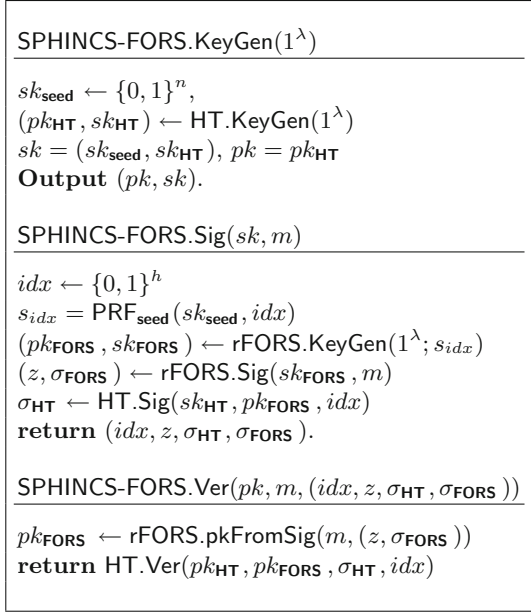 SPHINCS-FORS.KeyGen(1^λ)
sk_seed ← {0, 1}^n,
(pk_HT, sk_HT) ← HT.KeyGen(1^λ)
sk = (sk_seed, sk_HT), pk = pk_HT
Output (pk, sk).
SPHINCS-FORS.Sig(sk, m)
idx ← {0, 1}^h
s_idx = PRF_seed(sk_seed, idx)
(pk_FORS, sk_FORS) ← rFORS.KeyGen(1^λ; s_idx)
(z, σ_FORS) ← rFORS.Sig(sk_FORS, m)
σ_HT ← HT.Sig(sk_HT, pk_FORS, idx)
return (idx, z, σ_HT, σ_FORS).
SPHINCS-FORS.Ver(pk, m, (idx, z, σ_HT, σ_FORS))
pk_FORS ← rFORS.pkFromSig(m, (z, σ_FORS))
return HT.Ver(pk_HT, pk_FORS, σ_HT, idx)